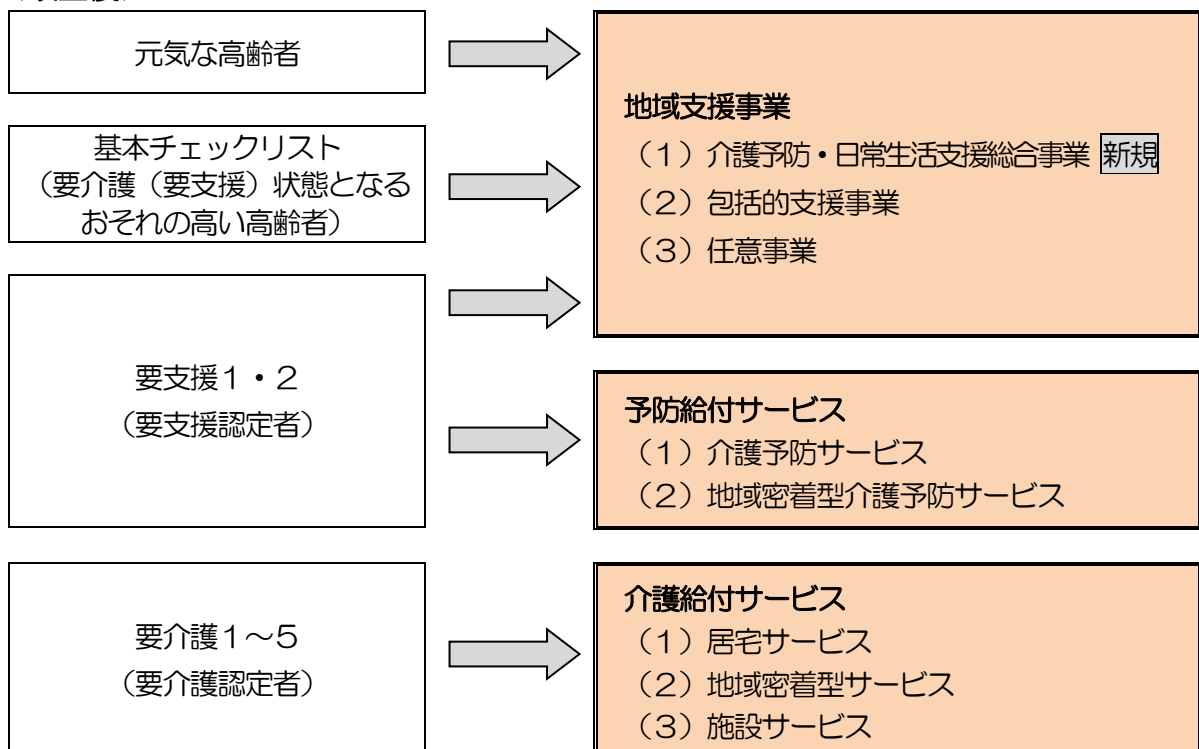 元気な高齢者
基本チェックリスト
（要介護（要支援）状態となる
おそれの高い高齢者）
要支援１・２
（要支援認定者）
要介護１～５
（要介護認定者）
地域支援事業
（１）介護予防・日常生活支援総合事業 新規
（２）包括的支援事業
（３）任意事業
予防給付サービス
（１）介護予防サービス
（２）地域密着型介護予防サービス
介護給付サービス
（１）居宅サービス
（２）地域密着型サービス
（３）施設サービス